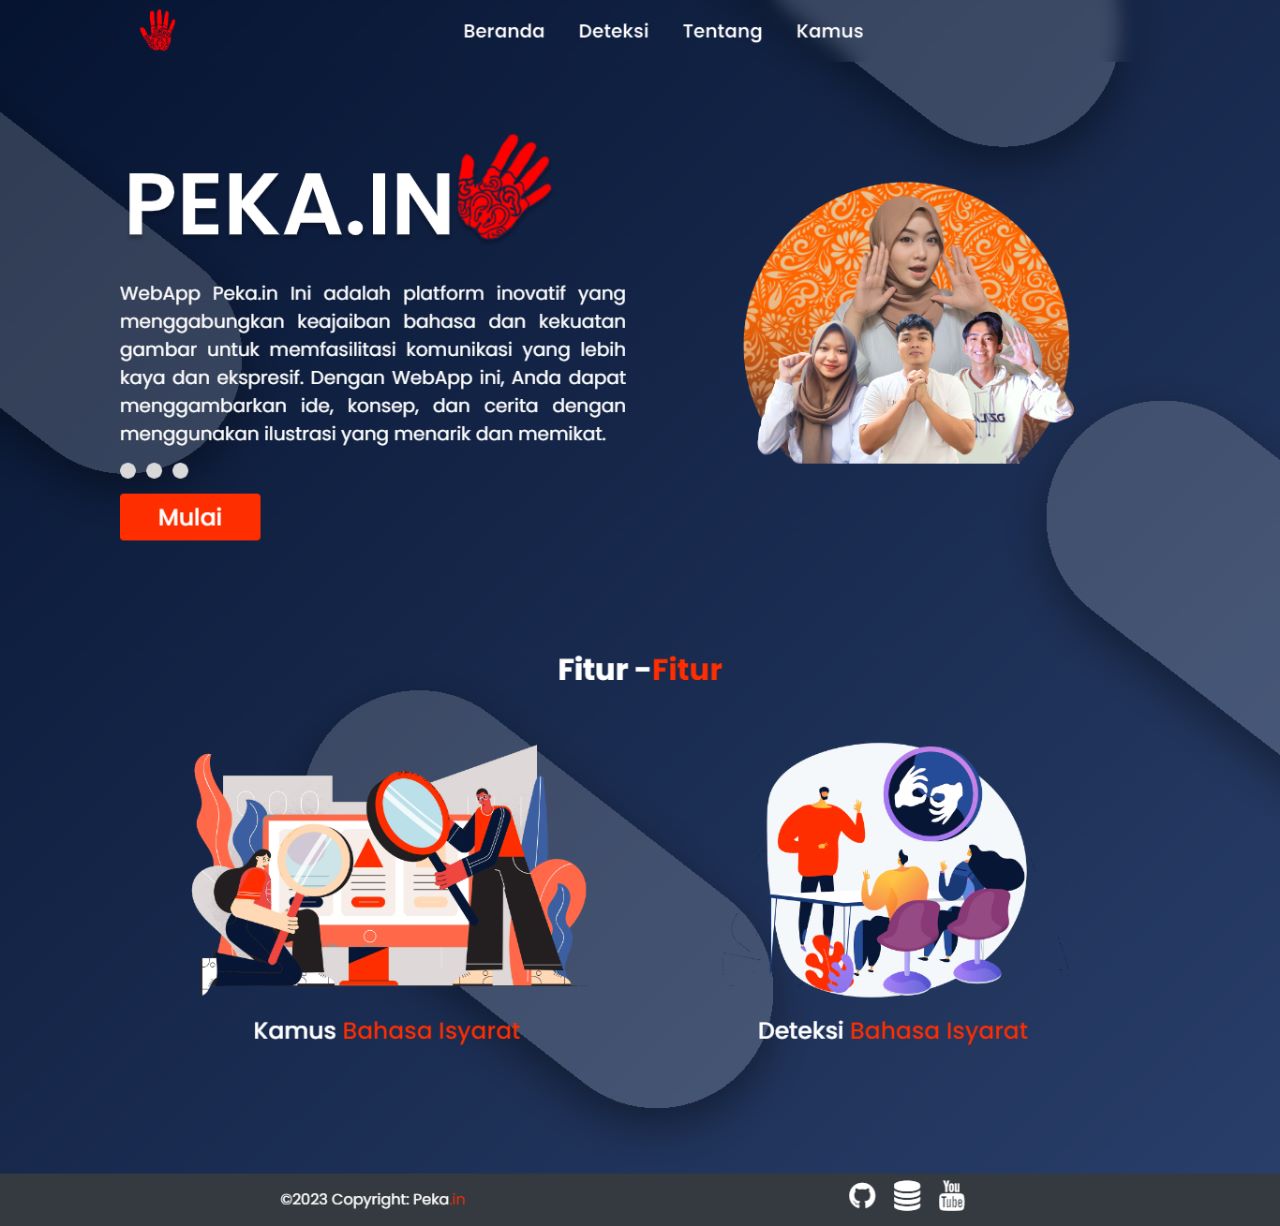 Beranda Deteksi Tentang Kamus
PEKA.IN
WebApp Peka.in Ini adalah platform inovatif yang
menggabungkan keajaiban bahasa dan kekuatan
gambar untuk memfasilitasi komunikasi yang lebih
kaya dan ekspresif. Dengan WebApp ini, Anda dapat
menggambarkan ide, konsep, dan cerita dengan
menggunakan ilustrasi yang menarik dan memikat.
Mulai
Fitur -Fitur
Kamus Bahasa Isyarat
Deteksi Bahasa Isyarat
©2023 Copyright: Peka.in
You
Tube